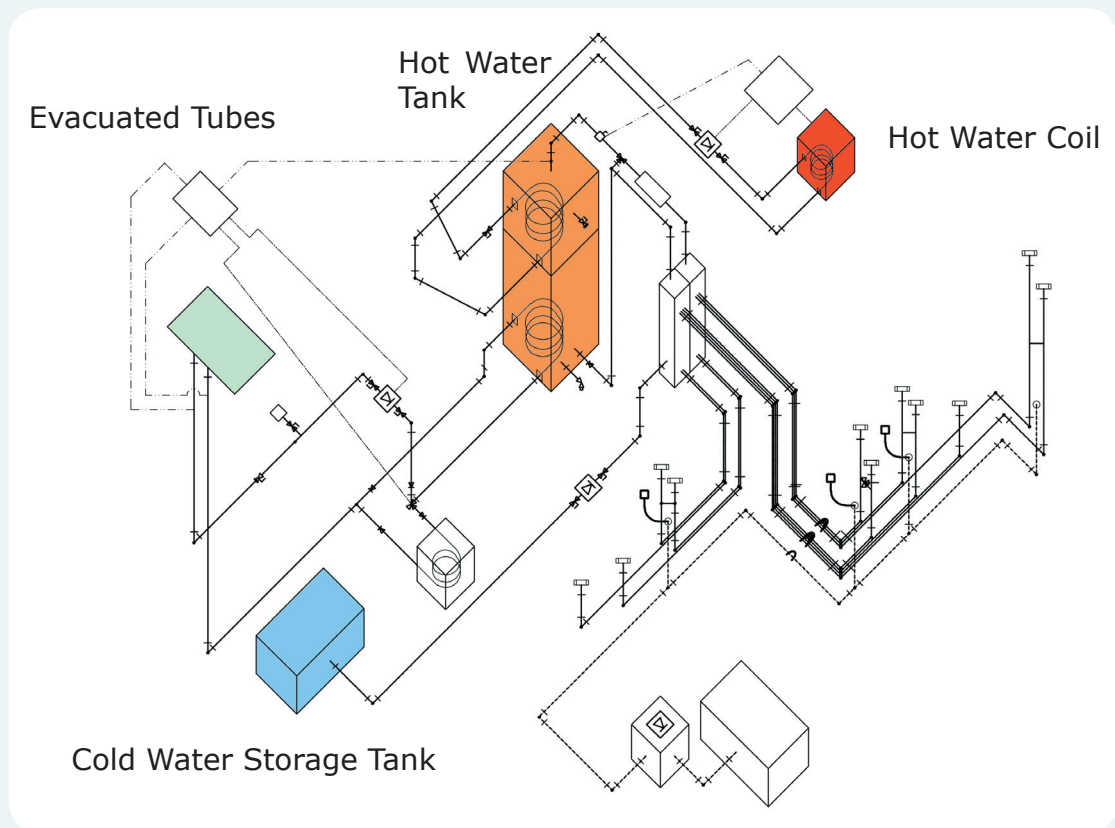 Hot Water
Tank
Evacuated Tubes
Hot Water Coil
Cold Water Storage Tank